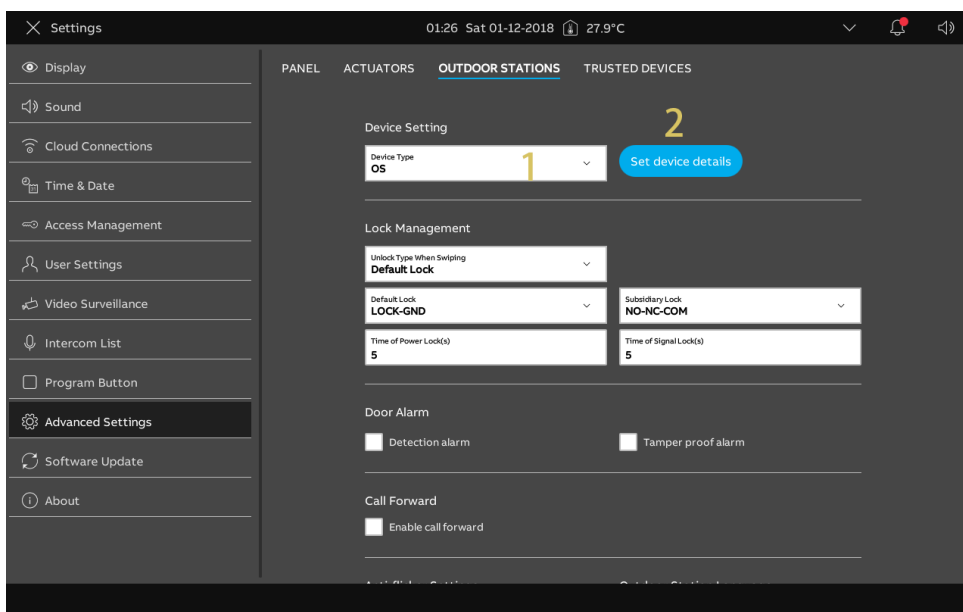 Settings
01:26 Sat 01-12-2018 27.9°C
Display
Sound
Cloud Connections
Time & Date
Access Management
User Settings
Video Surveillance
Intercom List
Program Button
Advanced Settings
Software Update
About
PANEL ACTUATORS OUTDOOR STATIONS TRUSTED DEVICES
Device Setting
2
Device Type
OS
1
Set device details
Lock Management
Unlock Type When Swiping
Default Lock
Default Lock
LOCK-GND
Subsidiary Lock
NO-NC-COM
Time of Power Lock(s)
5
Time of Signal Lock(s)
5
Door Alarm
Detection alarm
Tamper proof alarm
Call Forward
Enable call forward